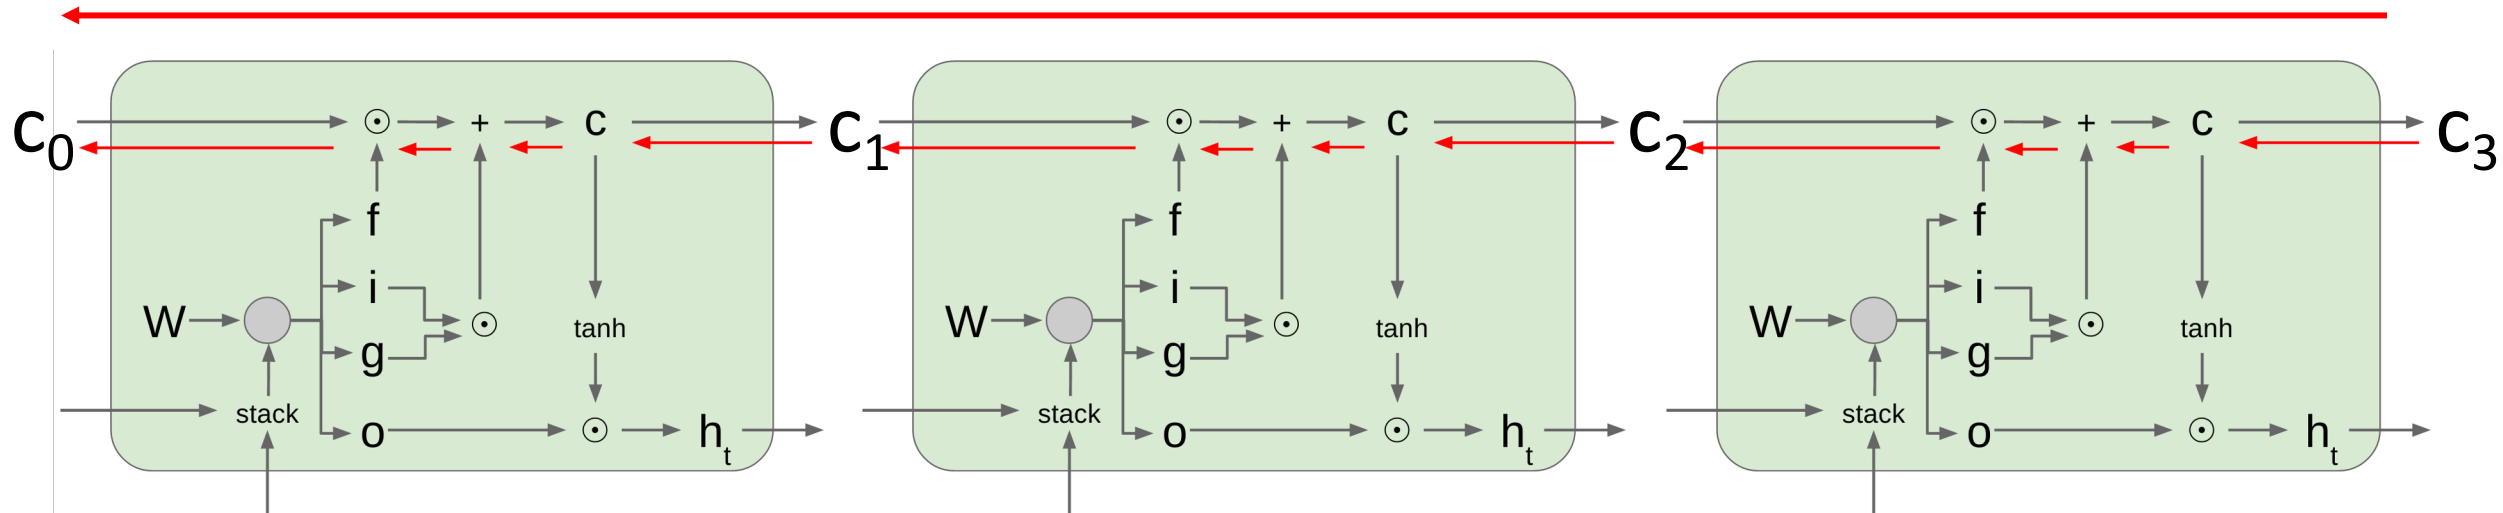 C0 ⊙ + c C1 ⊙ + c C2 ⊙ + c C3
f f f
i i i
W ⊙ tanh W ⊙ tanh W ⊙ tanh
g g g
stack stack stack
o ⊙ ht o ⊙ ht o ⊙ ht